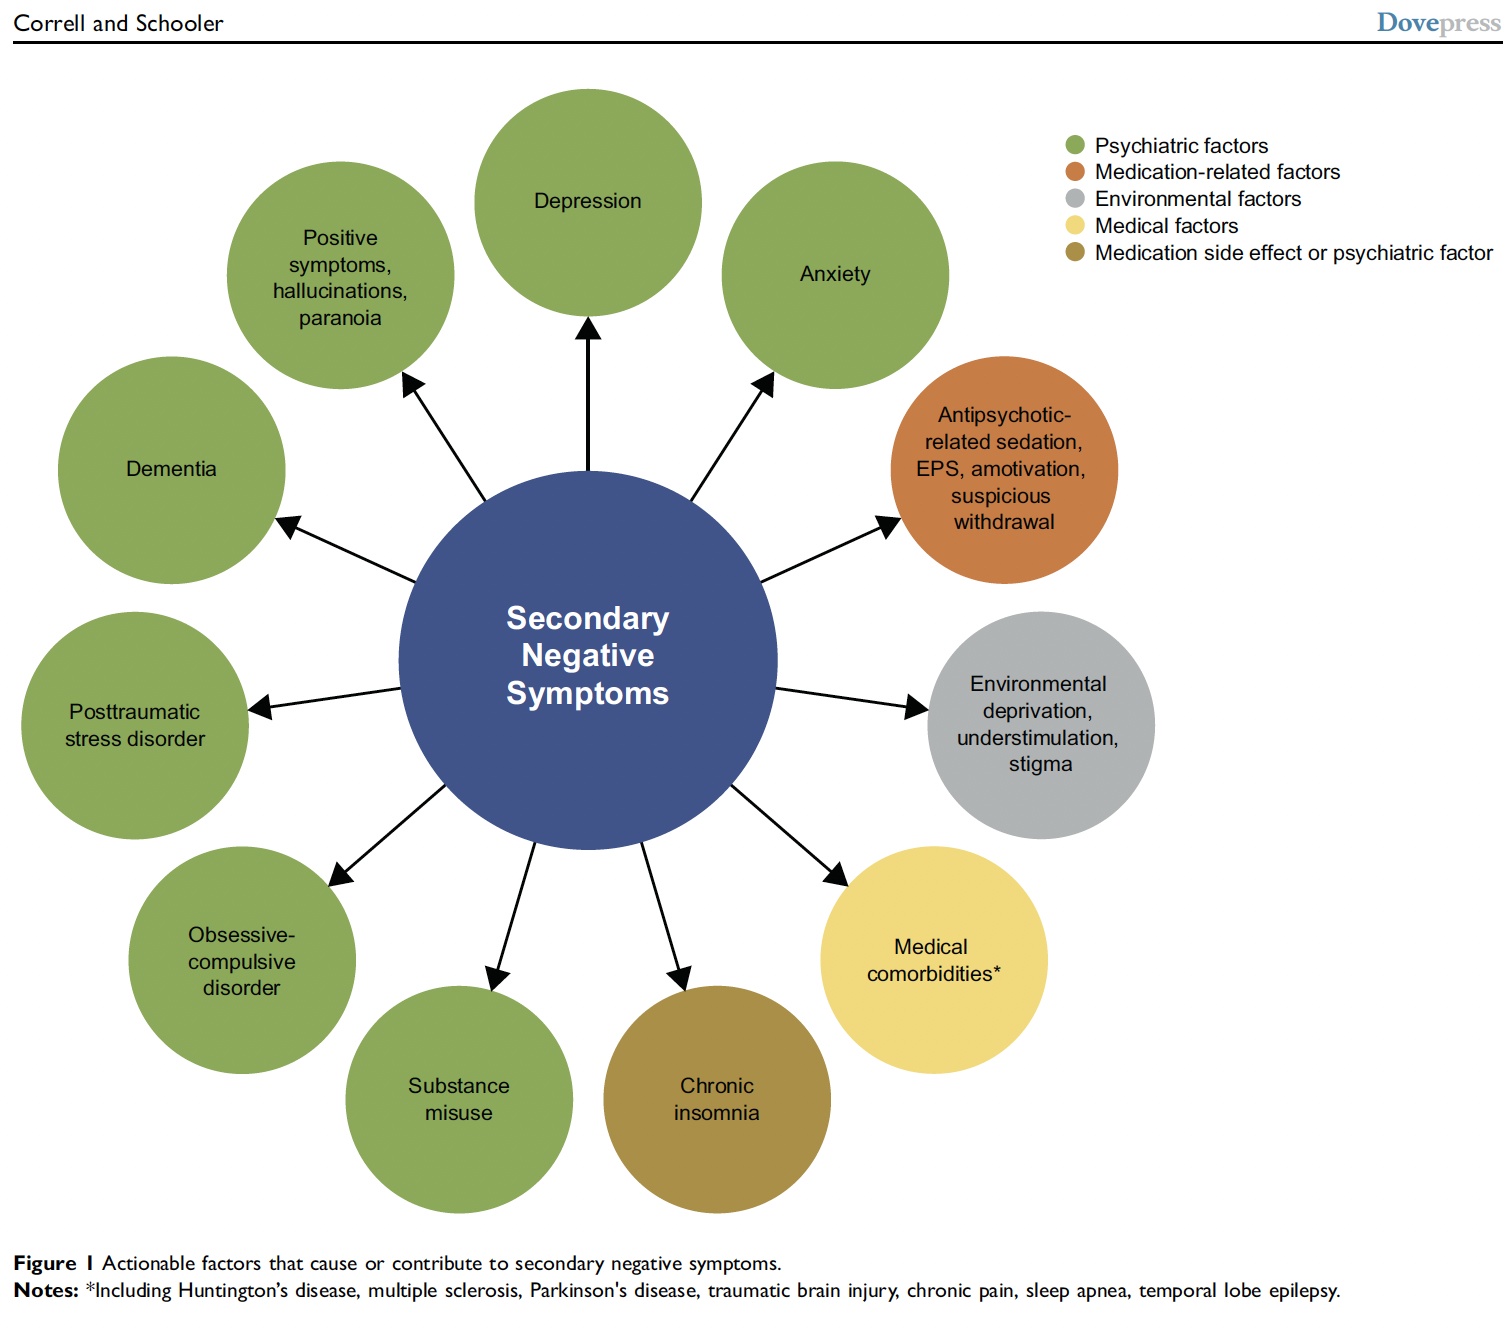 Correll and Schooler
Dovepress
Psychiatric factors
Medication-related factors
Environmental factors
Medical factors
Medication side effect or psychiatric factor
Depression
Anxiety
Antipsychotic-
related sedation,
EPS, amotivation,
suspicious
withdrawal
Environmental
deprivation,
understimulation,
stigma
Medical
comorbidities*
Chronic
insomnia
Substance
misuse
Obsessive-
compulsive
disorder
Posttraumatic
stress disorder
Dementia
Positive
symptoms,
hallucinations,
paranoia
Secondary
Negative
Symptoms
Figure 1 Actionable factors that cause or contribute to secondary negative symptoms.
Notes: *Including Huntington’s disease, multiple sclerosis, Parkinson's disease, traumatic brain injury, chronic pain, sleep apnea, temporal lobe epilepsy.